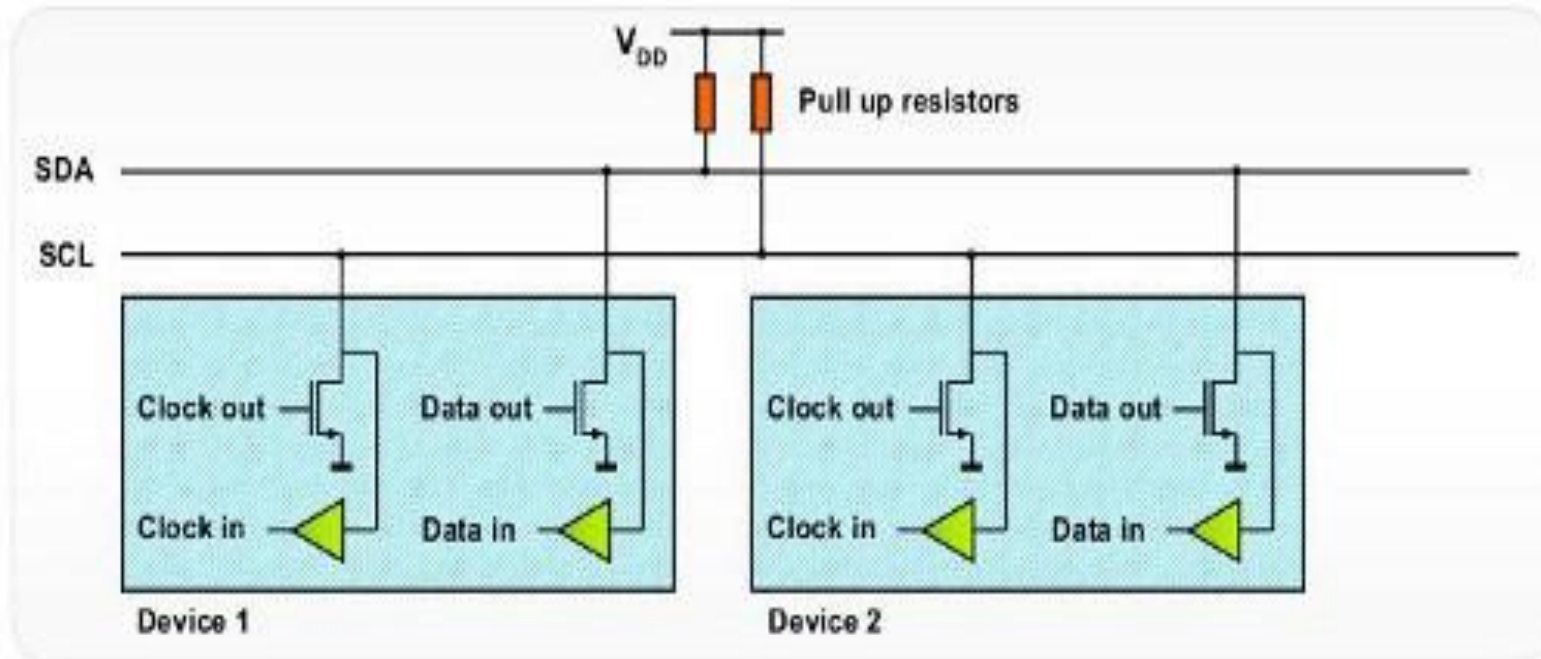 V_DD
Pull up resistors
SDA
SCL
Clock out
Data out
Clock out
Data out
Clock in
Data in
Clock in
Data in
Device 1
Device 2